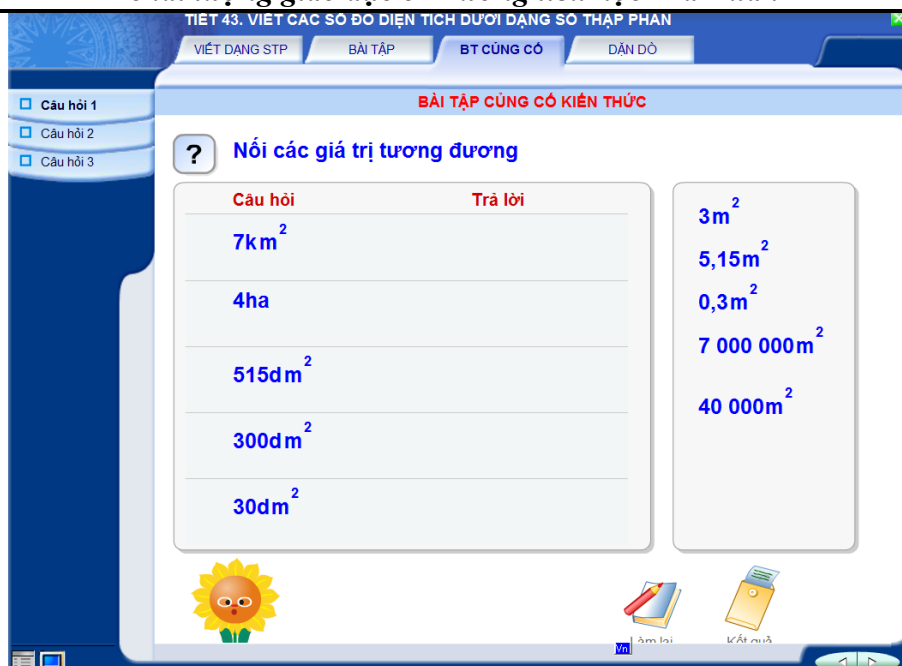 TIẾT 43. VIẾT CÁC SỐ ĐO DIỆN TÍCH DƯỚI DẠNG SỐ THẬP PHÂN
VIẾT DẠNG STP
BÀI TẬP
BT CỦNG CỐ
DẶN DÒ
Câu hỏi 1
Câu hỏi 2
Câu hỏi 3
BÀI TẬP CỦNG CỐ KIẾN THỨC
? Nối các giá trị tương đương
Câu hỏi Trả lời
7km²
4ha
515dm²
300dm²
30dm²
3m²
5,15m²
0,3m²
7 000 000m²
40 000m²
Làm lại
Kết quả
Vn